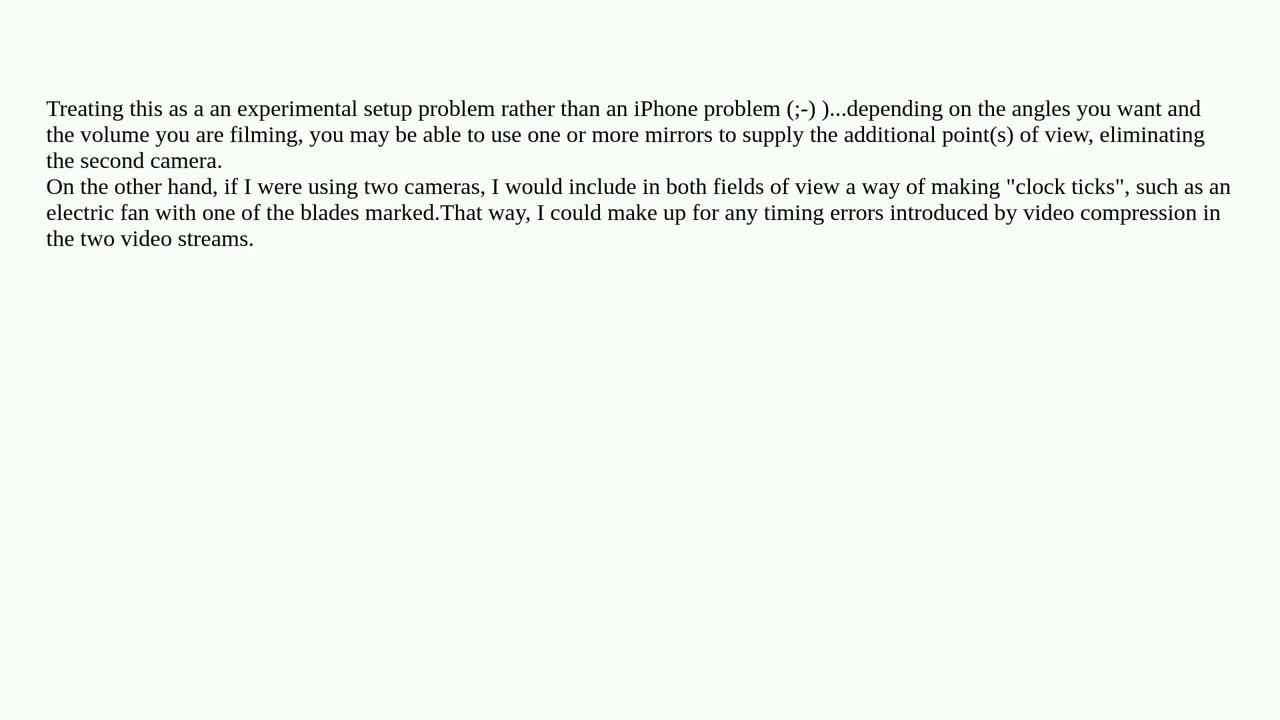 Treating this as a an experimental setup problem rather than an iPhone problem (;-) )...depending on the angles you want and
the volume you are filming, you may be able to use one or more mirrors to supply the additional point(s) of view, eliminating
the second camera.
On the other hand, if I were using two cameras, I would include in both fields of view a way of making "clock ticks", such as an
electric fan with one of the blades marked.That way, I could make up for any timing errors introduced by video compression in
the two video streams.